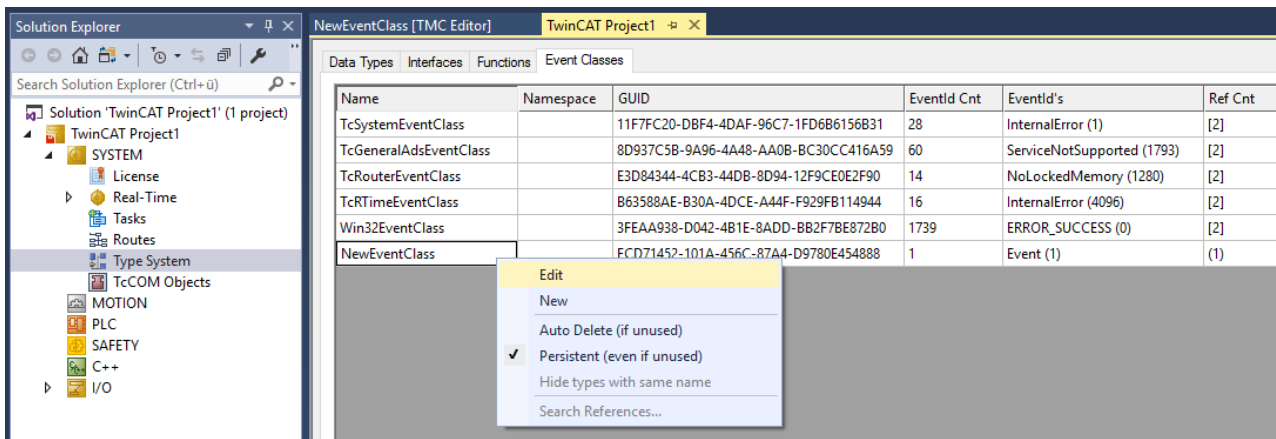 Solution Explorer
NewEventClass [TMC Editor]
TwinCAT Project1
Search Solution Explorer (Ctrl+ü)
Solution 'TwinCAT Project1' (1 project)
TwinCAT Project1
SYSTEM
License
Real-Time
Tasks
Routes
Type System
TcCOM Objects
MOTION
PLC
SAFETY
C++
I/O
Data Types Interfaces Functions Event Classes
Name Namespace GUID EventId Cnt EventId's Ref Cnt
TcSystemEventClass 11F7FC20-DBF4-4DAF-96C7-1FD6B6156B31 28 InternalError (1) [2]
TcGeneralAdsEventClass 8D937C5B-9A96-4A48-AA0B-BC30CC416A59 60 ServiceNotSupported (1793) [2]
TcRouterEventClass E3D84344-4CB3-44DB-8D94-12F9CE0E2F90 14 NoLockedMemory (1280) [2]
TcRTimeEventClass B63588AE-B30A-4DCE-A44F-F929FB114944 16 InternalError (4096) [2]
Win32EventClass 3FEAA938-D042-4B1E-8ADD-BB2F7BE872B0 1739 ERROR_SUCCESS (0) [2]
NewEventClass ECD71452-101A-456C-87A4-D9780E454888 1 Event (1) (1)
Edit
New
Auto Delete (if unused)
Persistent (even if unused)
Hide types with same name
Search References...